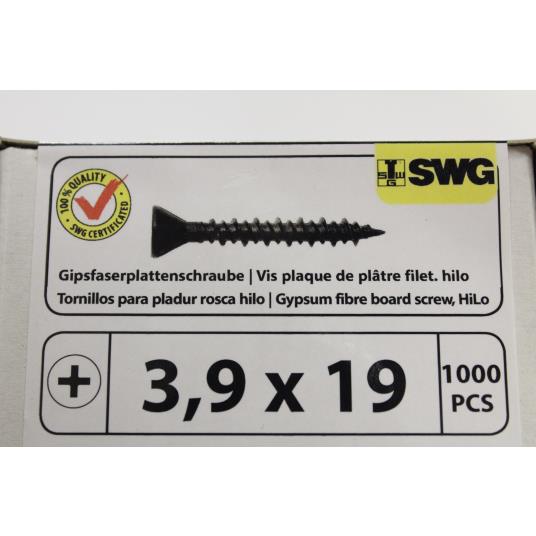 100 % QUALITY
SWG CERTIFICATED
STWG SWG
Gipsfaserplattenschraube | Vis plaque de plâtre filet. hilo
Tornillos para pladur rosca hilo | Gypsum fibre board screw, HiLo
3,9 x 19
1000
PCS